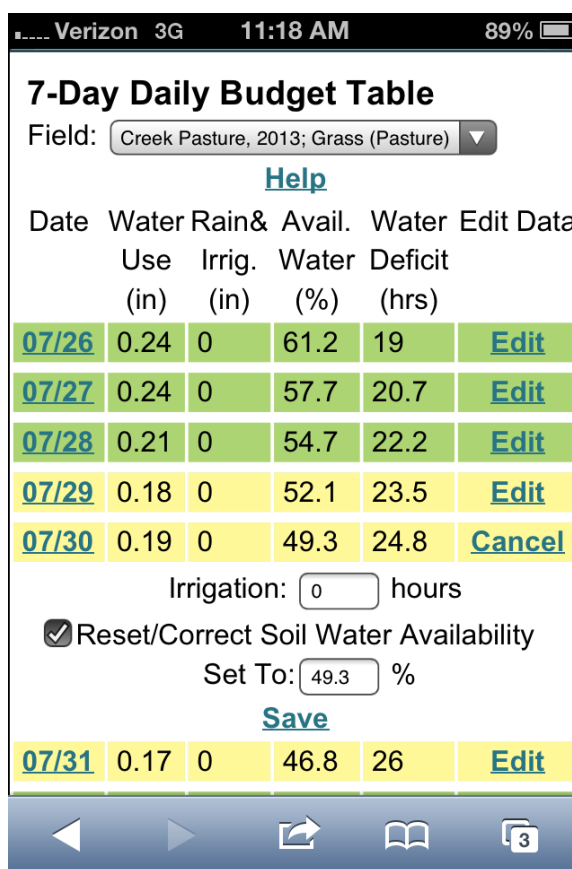 Verizon 3G 11:18 AM 89%
7-Day Daily Budget Table
Field: Creek Pasture, 2013; Grass (Pasture)
Help
Date Water Rain& Avail. Water Edit Data
Use Irrig. Water Deficit
(in) (in) (%) (hrs)
07/26 0.24 0 61.2 19 Edit
07/27 0.24 0 57.7 20.7 Edit
07/28 0.21 0 54.7 22.2 Edit
07/29 0.18 0 52.1 23.5 Edit
07/30 0.19 0 49.3 24.8 Cancel
Irrigation: 0 hours
Reset/Correct Soil Water Availability
Set To: 49.3 %
Save
07/31 0.17 0 46.8 26 Edit
3